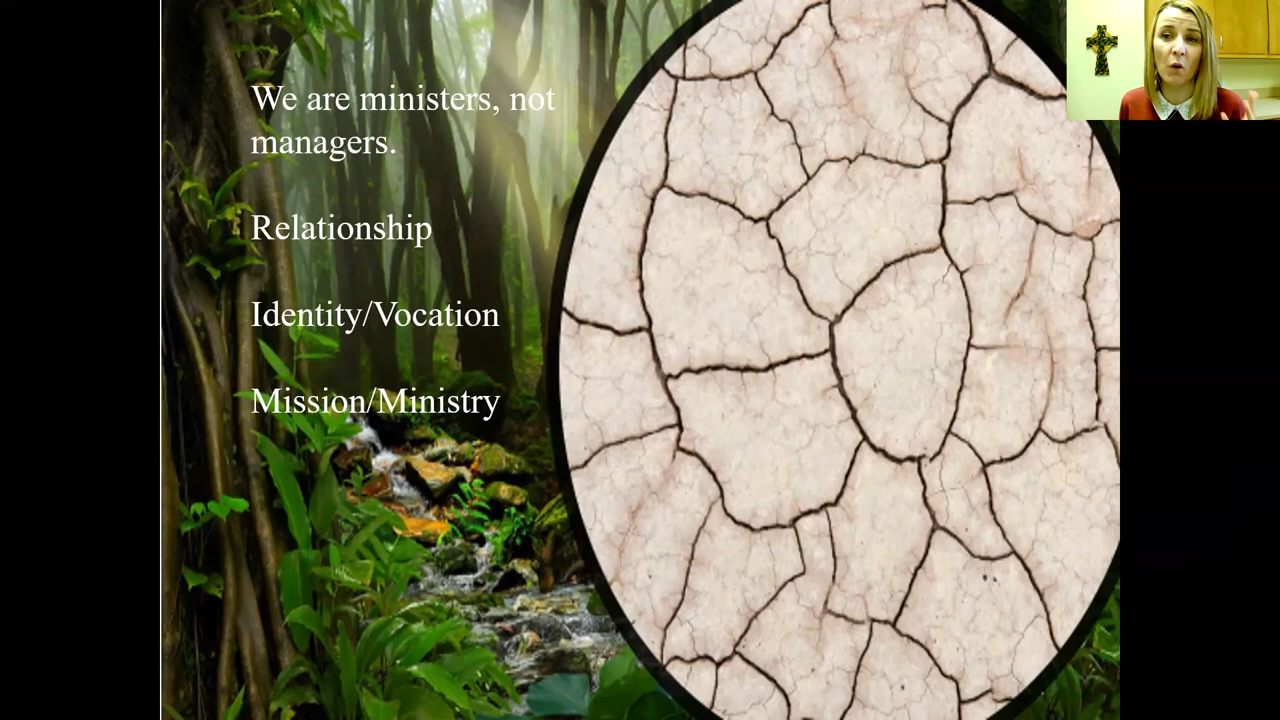 We are ministers, not
managers.
Relationship
Identity/Vocation
Mission/Ministry